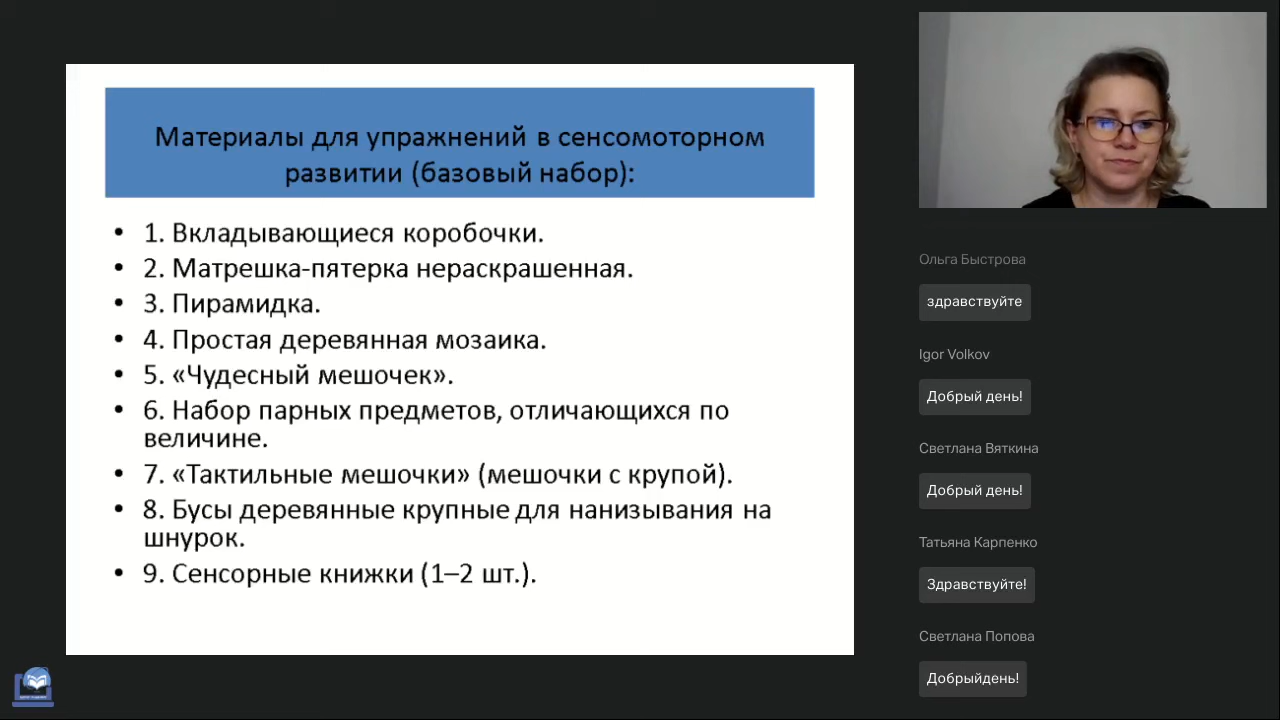 Материалы для упражнений в сенсомоторном
развитии (базовый набор):
• 1. Вкладывающиеся коробочки.
• 2. Матрешка-пятерка нераскрашенная.
• 3. Пирамидка.
• 4. Простая деревянная мозаика.
• 5. «Чудесный мешочек».
• 6. Набор парных предметов, отличающихся по
величине.
• 7. «Тактильные мешочки» (мешочки с крупой).
• 8. Бусы деревянные крупные для нанизывания на
шнурок.
• 9. Сенсорные книжки (1–2 шт.).
Ольга Быстрова
здравствуйте
Igor Volkov
Добрый день!
Светлана Вяткина
Добрый день!
Татьяна Карпенко
Здравствуйте!
Светлана Попова
Добрыйдень!